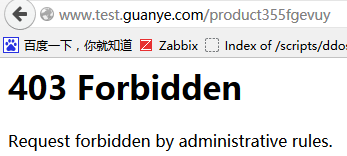 www.test.guanye.com/product355fgevuy
百度一下，你就知道 Zabbix Index of /scripts/ddos
403 Forbidden
Request forbidden by administrative rules.